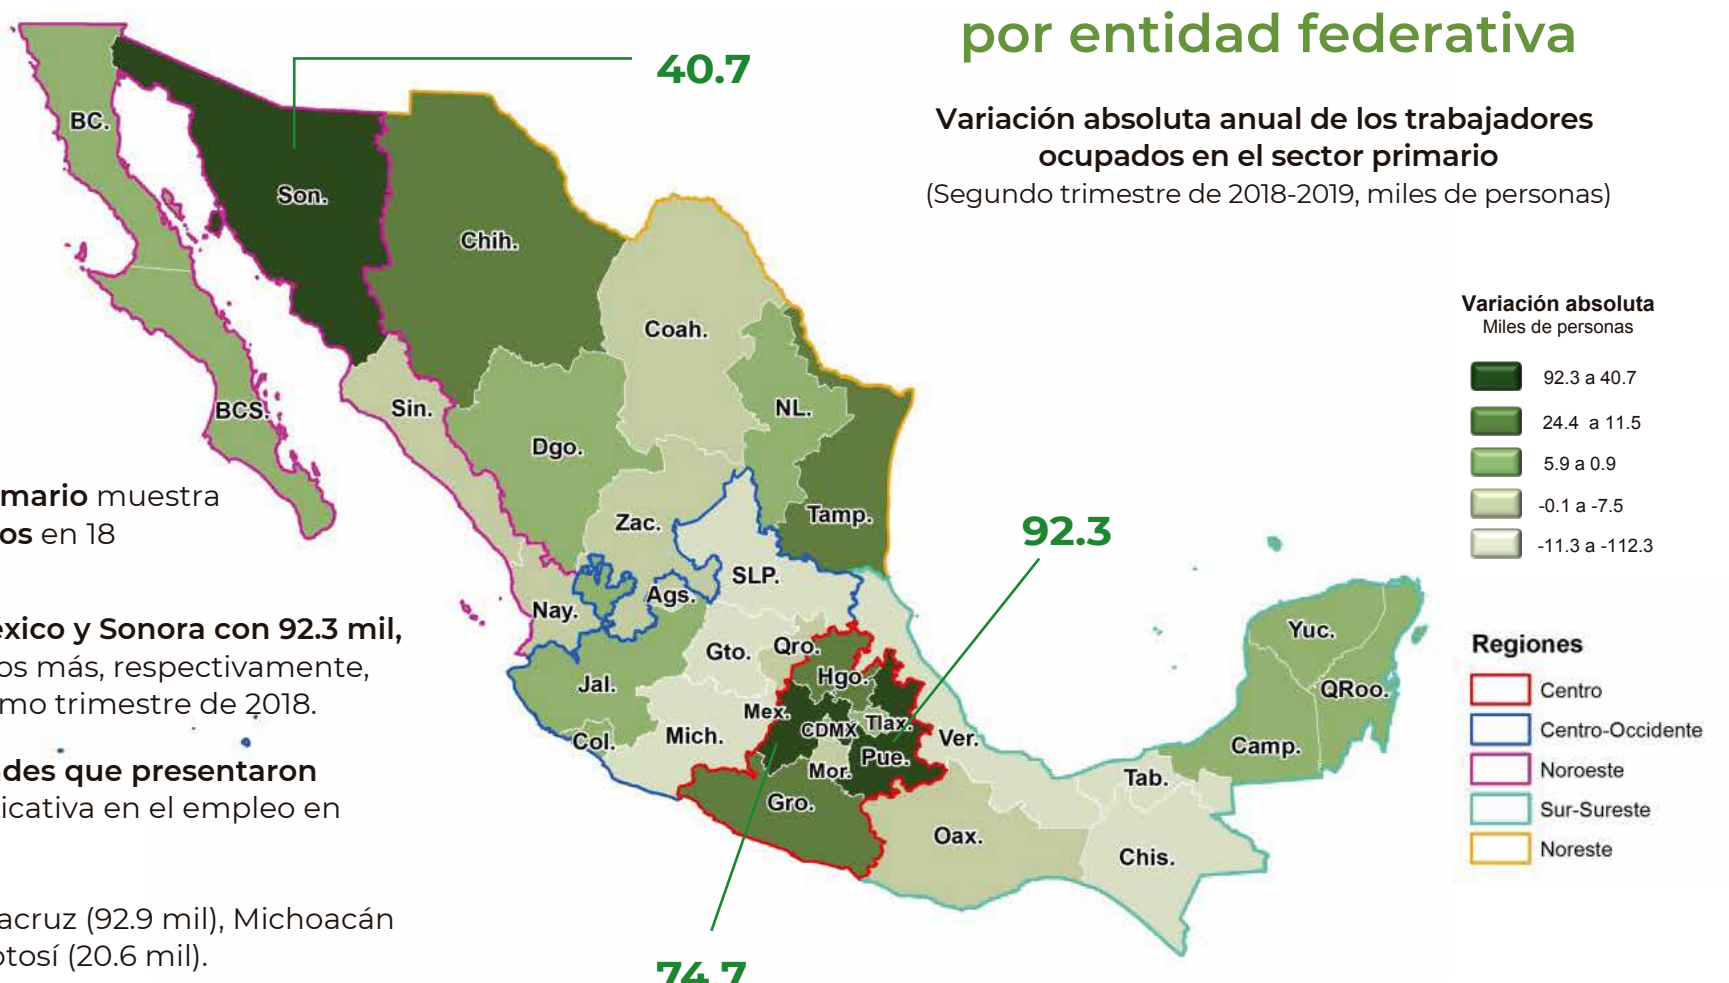 por entidad federativa
Variación absoluta anual de los trabajadores
ocupados en el sector primario
(Segundo trimestre de 2018-2019, miles de personas)
40.7
BC.
Son.
Chih.
Coah.
BCS.
Sin.
Dgo.
NL.
Zac.
Tamp.
92.3
SLP.
Ags.
Nay.
Gto.
Qro.
Hgo.
Jal.
Mex.
CDMX
Tlax.
Col.
Mich.
Mor.
Pue.
Ver.
Gro.
Oax.
Tab.
Chis.
Camp.
Yuc.
QRoo.
74.7
mario muestra
os en 18
éxico y Sonora con 92.3 mil,
os más, respectivamente,
mo trimestre de 2018.
des que presentaron
icativa en el empleo en
acruz (92.9 mil), Michoacán
otosí (20.6 mil).
Variación absoluta
Miles de personas
92.3 a 40.7
24.4 a 11.5
5.9 a 0.9
-0.1 a -7.5
-11.3 a -112.3
Regiones
Centro
Centro-Occidente
Noroeste
Sur-Sureste
Noreste